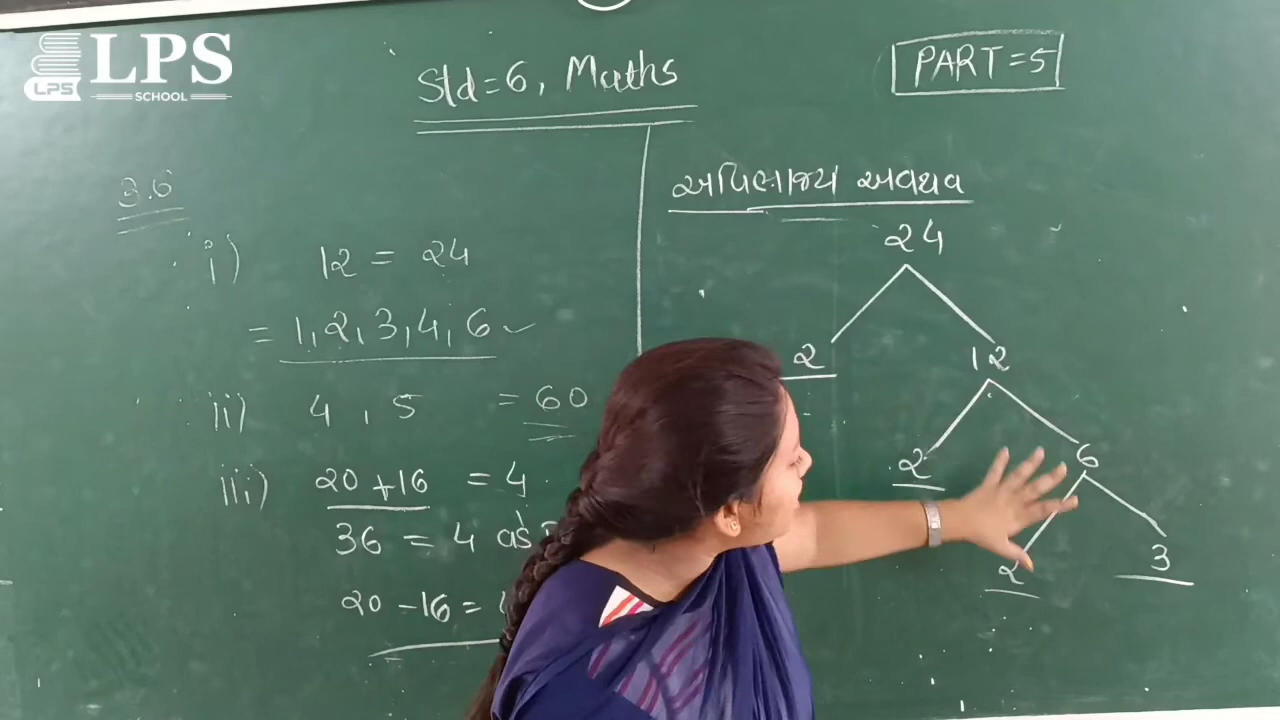 LPS
LPS
SCHOOL
Std=6, Maths
PART=5
3.6
i) 12 = 24
= 1,2,3,4,6
ii) 4 , 5 = 60
iii) 20 +16 = 4
36 = 4
20 -16 =
અવિભાજ્ય અવયવ
24
2 12
2 6
2 3